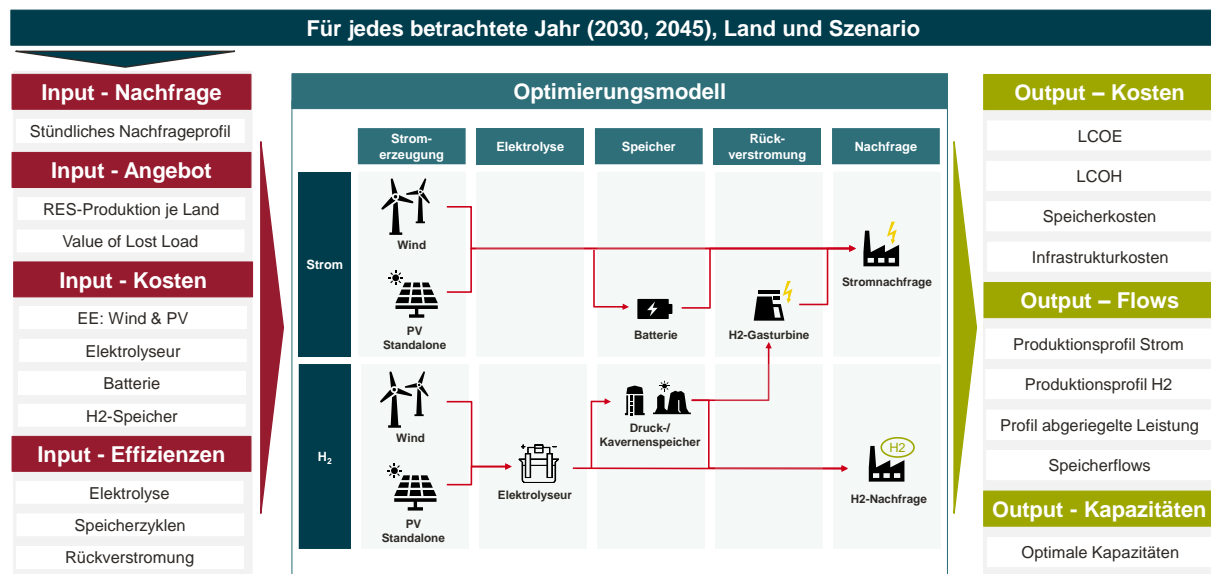 Für jedes betrachtete Jahr (2030, 2045), Land und Szenario
Input - Nachfrage
Stündliches Nachfrageprofil
Input - Angebot
RES-Produktion je Land
Value of Lost Load
Input - Kosten
EE: Wind & PV
Elektrolyseur
Batterie
H2-Speicher
Input - Effizienzen
Elektrolyse
Speicherzyklen
Rückverstromung
Optimierungsmodell
Strom-
erzeugung
Elektrolyse
Speicher
Rück-
verstromung
Nachfrage
Strom
Wind
PV
Standalone
Batterie
H2-Gasturbine
Stromnachfrage
H₂
Wind
PV
Standalone
Elektrolyseur
Druck-/
Kavernenspeicher
H2
H2-Nachfrage
Output – Kosten
LCOE
LCOH
Speicherkosten
Infrastrukturkosten
Output – Flows
Produktionsprofil Strom
Produktionsprofil H2
Profil abgeriegelte Leistung
Speicherflows
Output - Kapazitäten
Optimale Kapazitäten